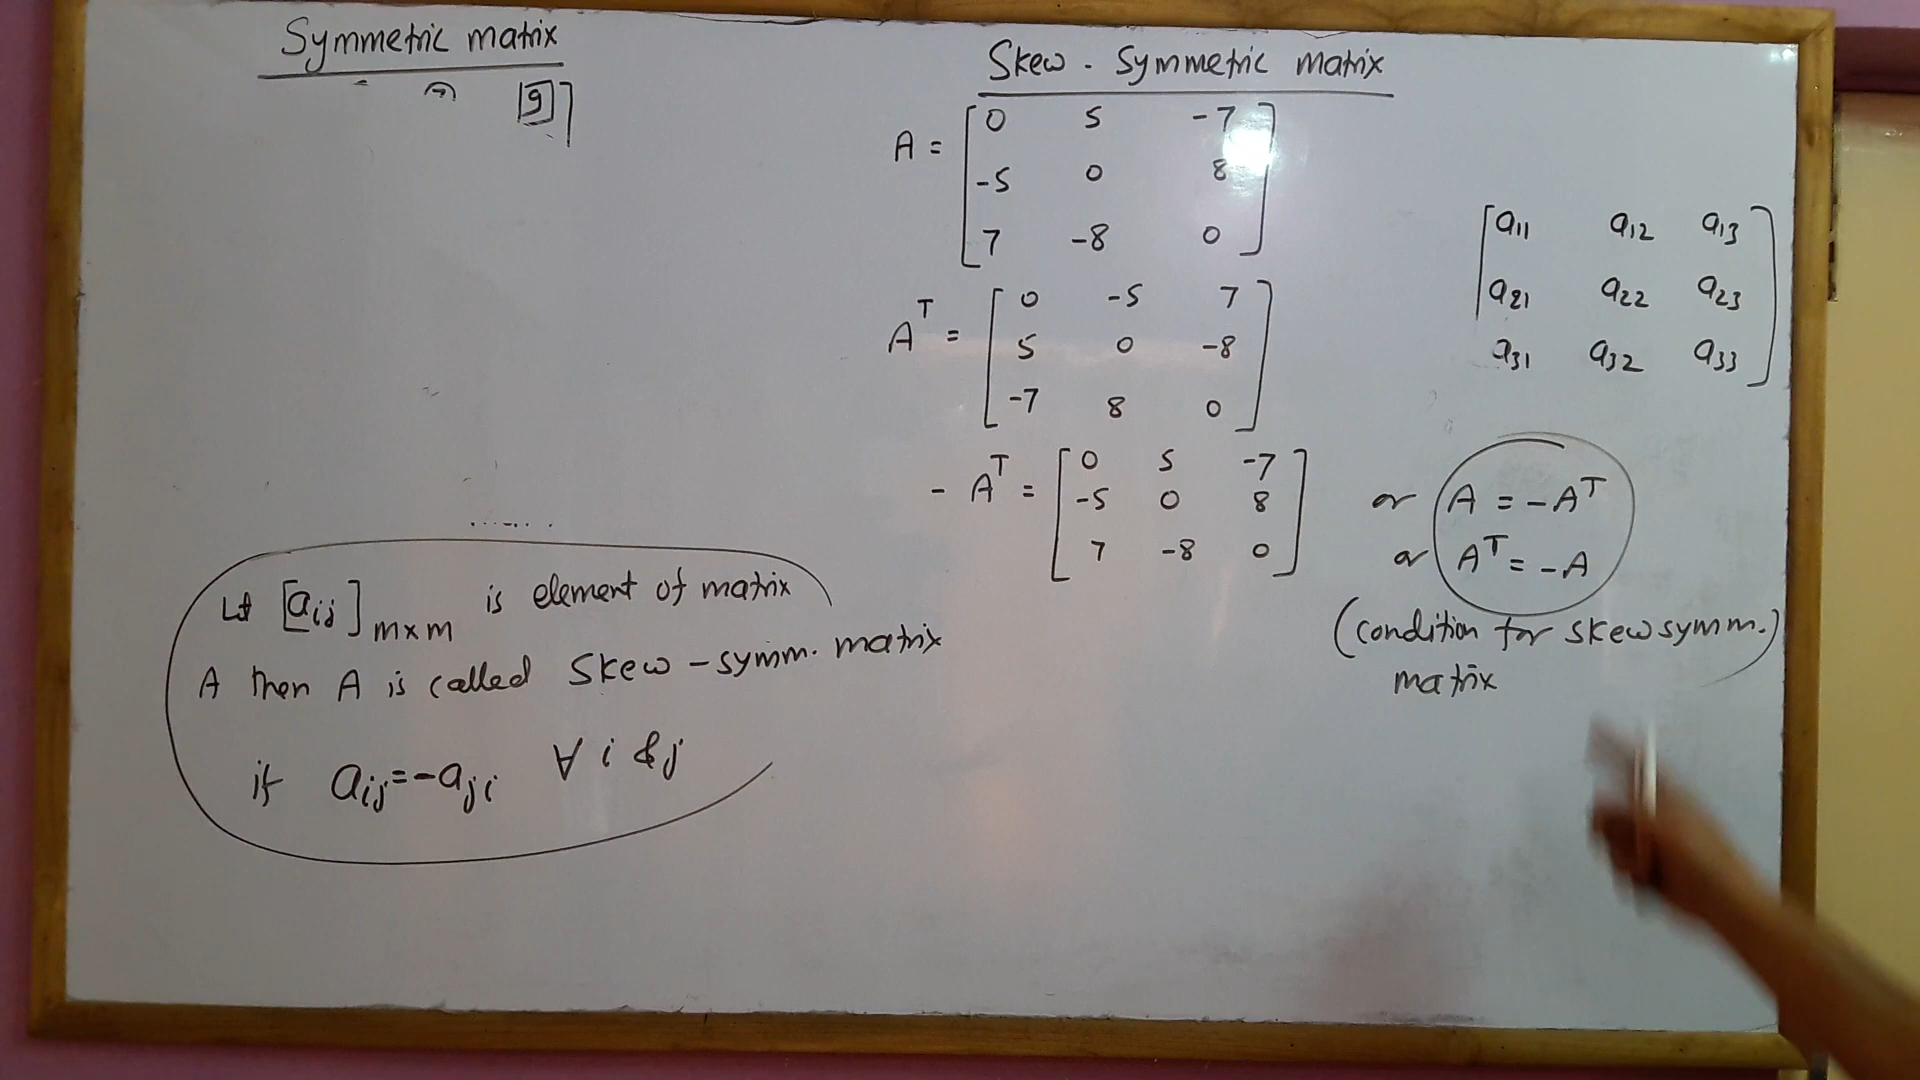 Symmetric matrix
9
Skew - Symmetric matrix
A = [ 0 5 -7
-5 0 8
7 -8 0 ]
A^T = [ 0 -5 7
5 0 -8
-7 8 0 ]
- A^T = [ 0 5 -7
-5 0 8
7 -8 0 ]
[ a11 a12 a13
a21 a22 a23
a31 a32 a33 ]
or A = -A^T
or A^T = -A
(condition for skew symm.)
matrix
Let [aij] m×m is element of matrix
A then A is called Skew - symm. matrix
if aij = -aji ∀ i & j